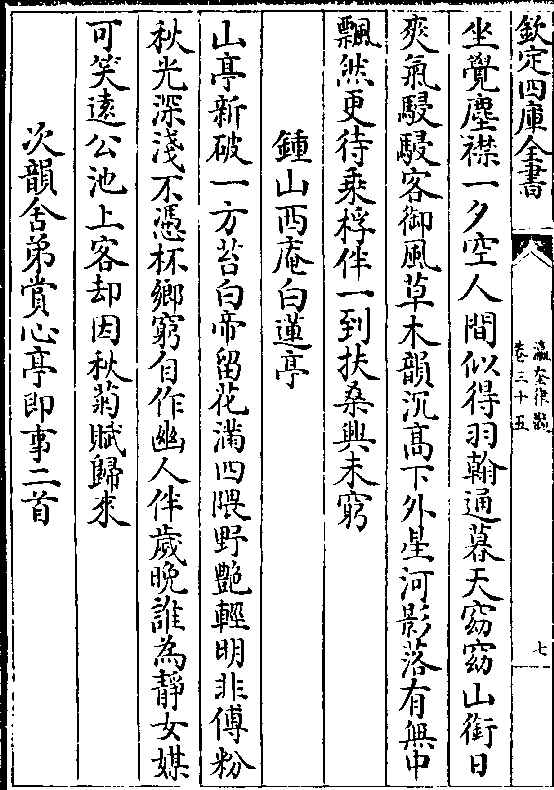 欽定四庫全書
瀛奎律髓
卷三十五
七
坐覺塵襟一夕空人間似得羽翰通暮天窈窈山銜日
爽氣駸駸客御風草木韻沉髙下外星河影落有無中
飄然更待乗桴伴一到扶桑興未窮
鍾山西庵白蓮亭
山亭新破一方苔白帝留花滿四隈野艶輕明非傅粉
秋光深淺不憑杯鄉窮自作幽人伴歲晚誰為靜女媒
可笑逺公池上客却因秋菊賦歸來
次韻舍弟賞心亭即事二首